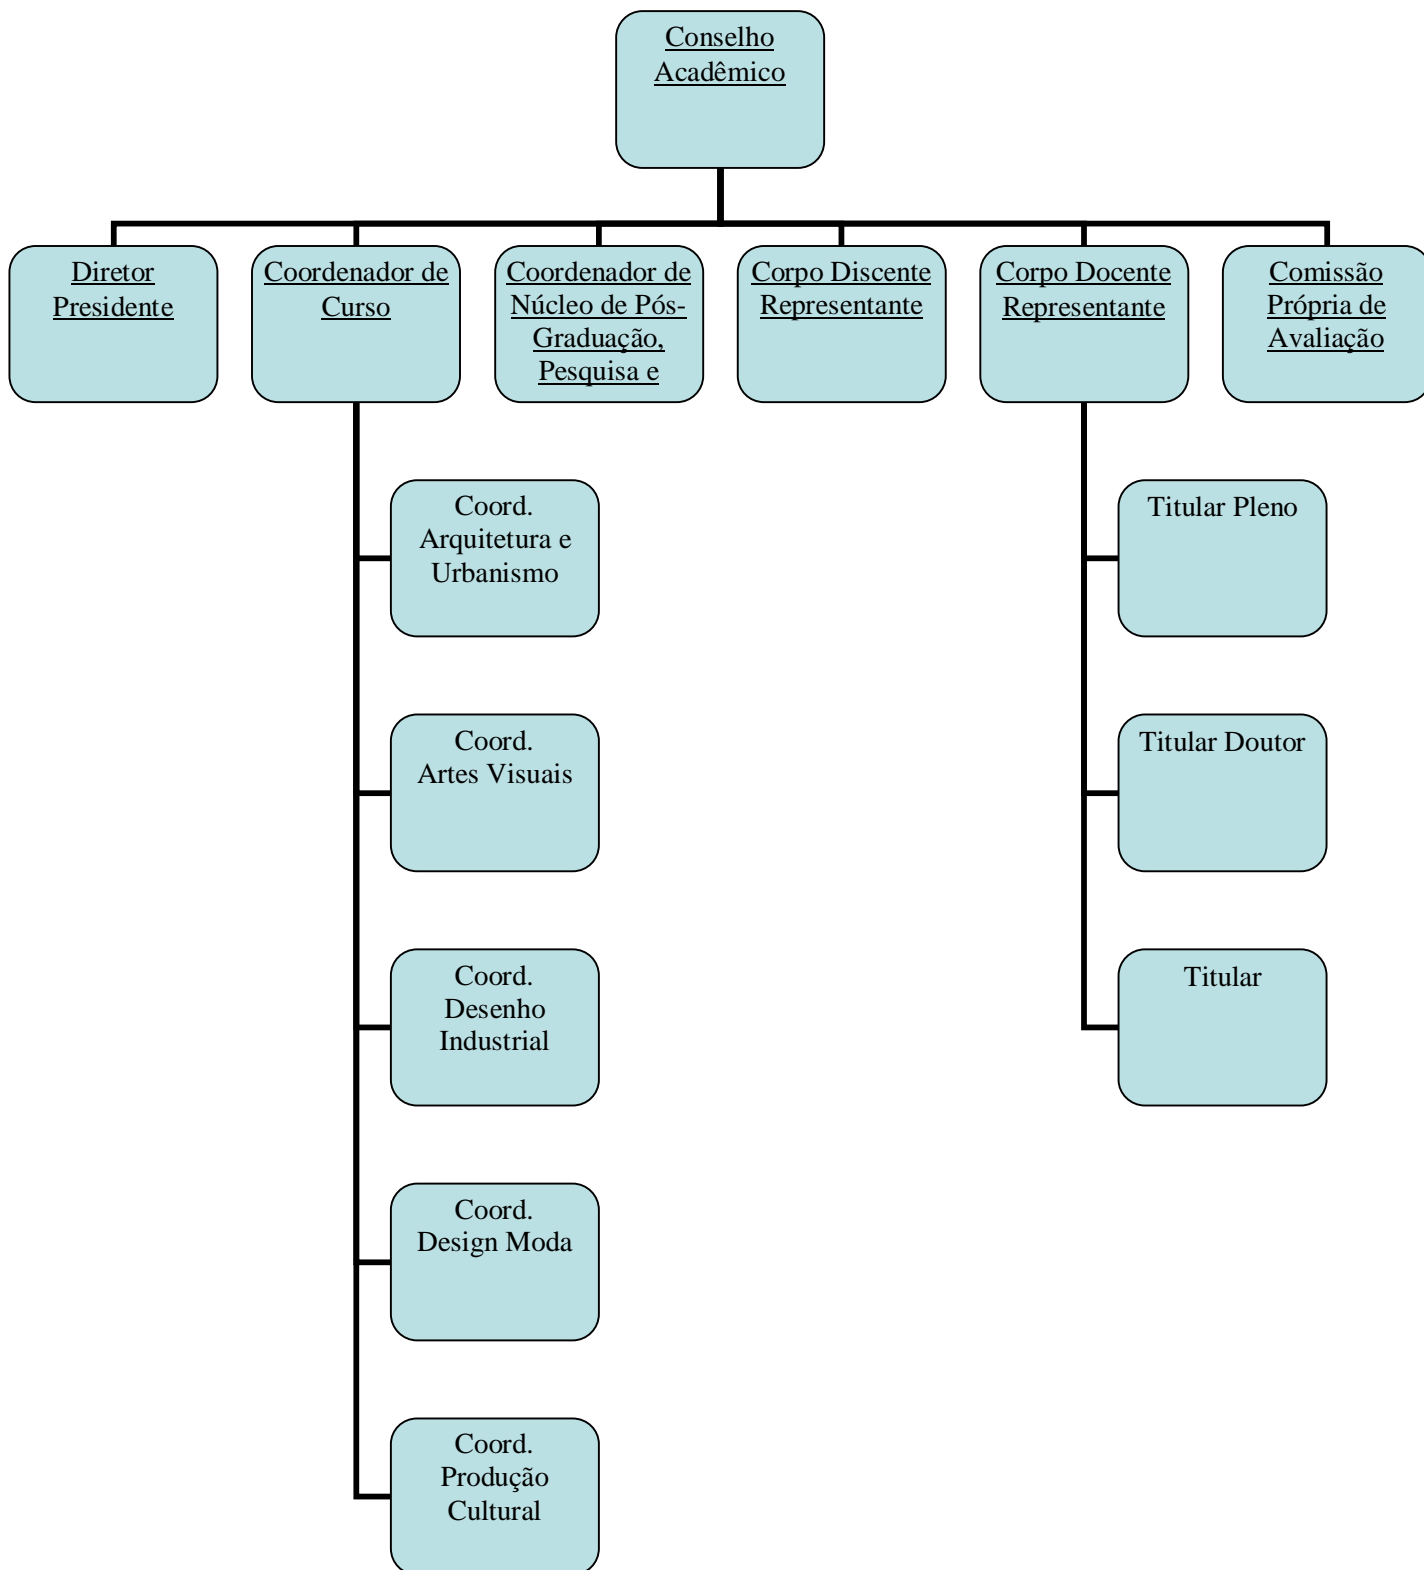 Conselho
Acadêmico
Diretor
Presidente
Coordenador de
Curso
Coordenador de
Núcleo de Pós-
Graduação,
Pesquisa e
Corpo Discente
Representante
Corpo Docente
Representante
Comissão
Própria de
Avaliação
Coord.
Arquitetura e
Urbanismo
Titular Pleno
Coord.
Artes Visuais
Titular Doutor
Coord.
Desenho
Industrial
Titular
Coord.
Design Moda
Coord.
Produção
Cultural